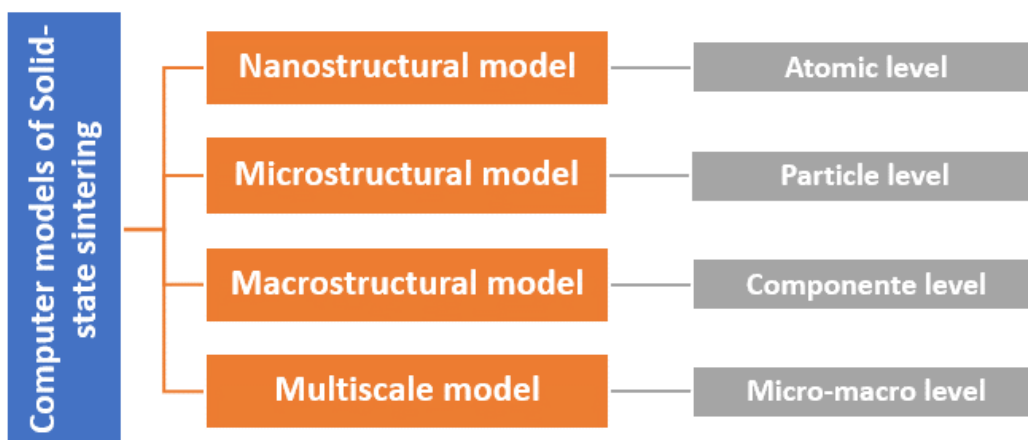 Computer models of Solid-
state sintering
Nanostructural model
Atomic level
Microstructural model
Particle level
Macrostructural model
Componente level
Multiscale model
Micro-macro level